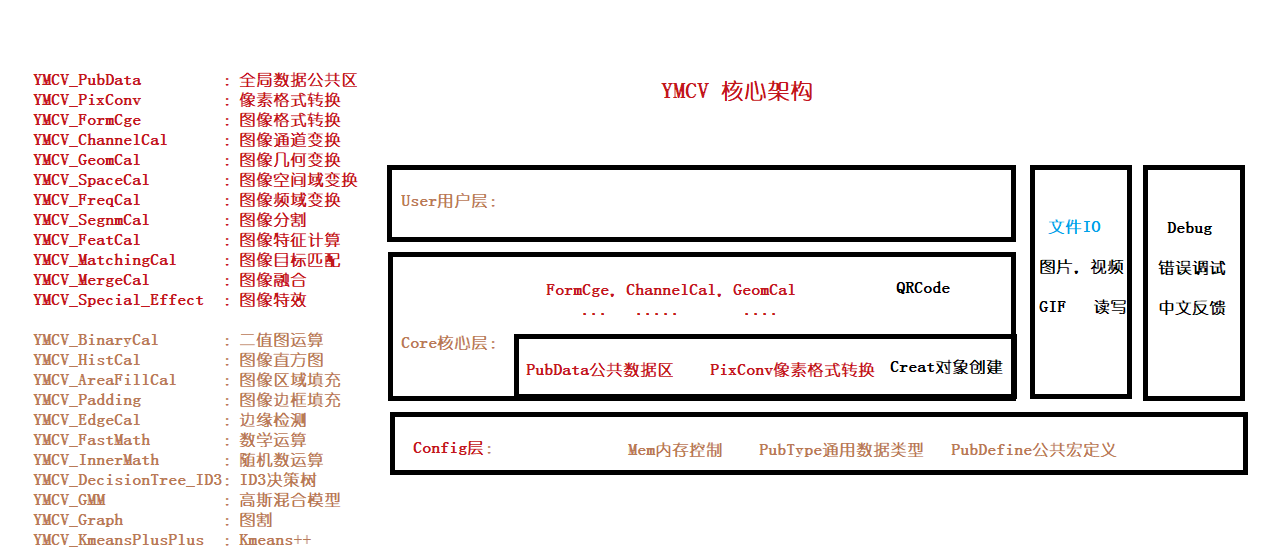 YMCV_PubData : 全局数据公共区
YMCV_PixConv : 像素格式转换
YMCV_FormCge : 图像格式转换
YMCV_ChannelCal : 图像通道变换
YMCV_GeomCal : 图像几何变换
YMCV_SpaceCal : 图像空间域变换
YMCV_FreqCal : 图像频域变换
YMCV_SegnmCal : 图像分割
YMCV_FeatCal : 图像特征计算
YMCV_MatchingCal : 图像目标匹配
YMCV_MergeCal : 图像融合
YMCV_Special_Effect : 图像特效
YMCV_BinaryCal : 二值图运算
YMCV_HistCal : 图像直方图
YMCV_AreaFillCal : 图像区域填充
YMCV_Padding : 图像边框填充
YMCV_EdgeCal : 边缘检测
YMCV_FastMath : 数学运算
YMCV_InnerMath : 随机数运算
YMCV_DecisionTree_ID3: ID3决策树
YMCV_GMM : 高斯混合模型
YMCV_Graph : 图割
YMCV_KmeansPlusPlus : Kmeans++
YMCV 核心架构
User用户层:
FormCge, ChannelCal, GeomCal QRCode
... ..... ....
Core核心层:
PubData公共数据区 PixConv像素格式转换 Creat对象创建
文件IO
图片，视频
GIF 读写
Debug
错误调试
中文反馈
Config层: Mem内存控制 PubType通用数据类型 PubDefine公共宏定义